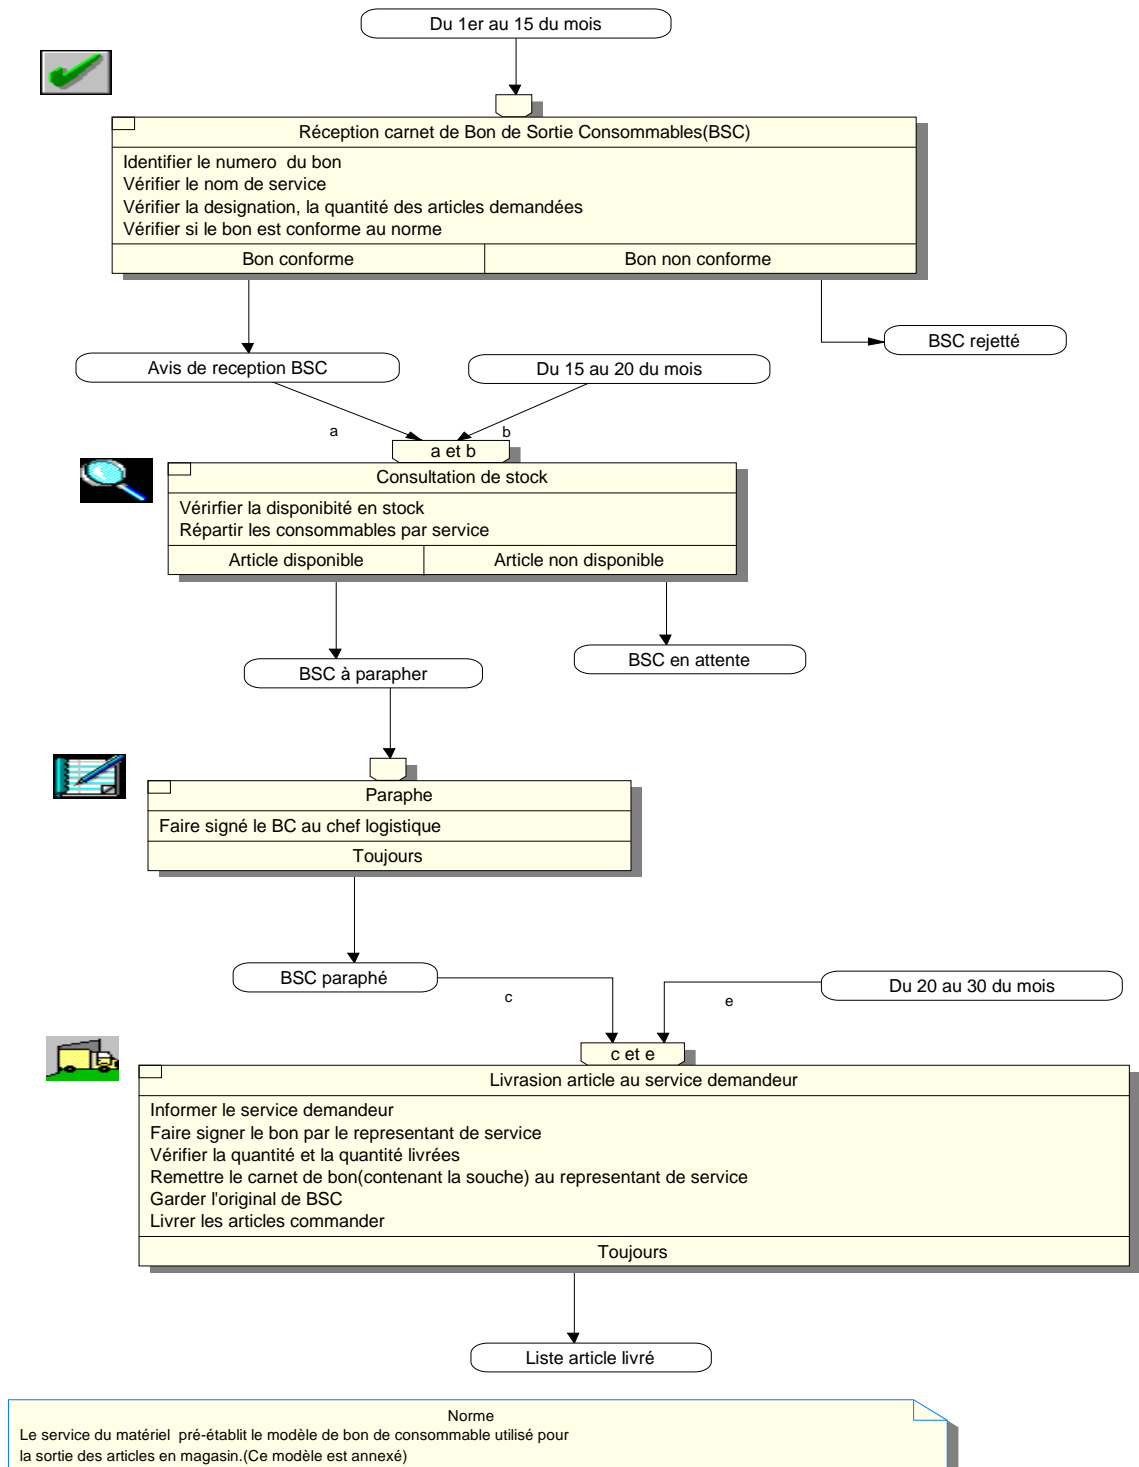 Du 1er au 15 du mois
Réception carnet de Bon de Sortie Consommables(BSC)
Identifier le numero  du bon
Vérifier le nom de service
Vérifier la designation, la quantité des articles demandées
Vérifier si le bon est conforme au norme
Bon conforme
Bon non conforme
BSC rejetté
Avis de reception BSC
Du 15 au 20 du mois
a
b
a et b
Consultation de stock
Vérirfier la disponibité en stock
Répartir les consommables par service
Article disponible
Article non disponible
BSC à parapher
BSC en attente
Paraphe
Faire signé le BC au chef logistique
Toujours
BSC paraphé
Du 20 au 30 du mois
c
e
c et e
Livrasion article au service demandeur
Informer le service demandeur
Faire signer le bon par le representant de service
Vérifier la quantité et la quantité livrées
Remettre le carnet de bon(contenant la souche) au representant de service
Garder l'original de BSC
Livrer les articles commander
Toujours
Liste article livré
Norme
Le service du matériel  pré-établit le modèle de bon de consommable utilisé pour
la sortie des articles en magasin.(Ce modèle est annexé)